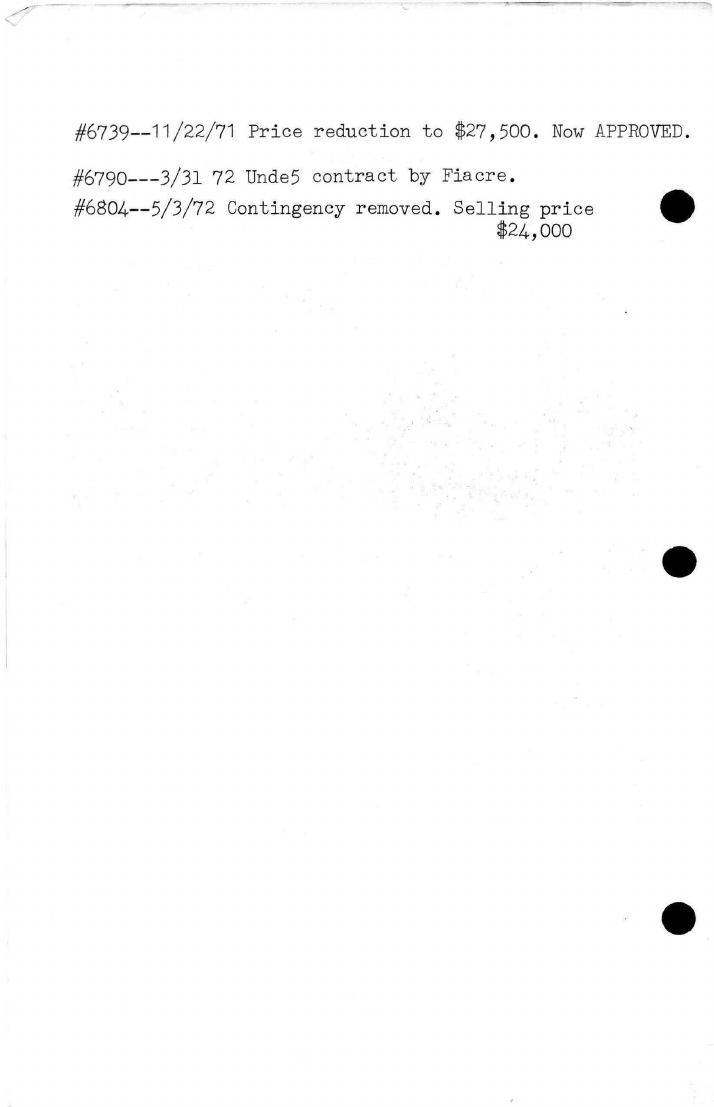 #6739--11/22/71 Price reduction to $27,500. Now APPROVED.
#6790---3/31 72 Unde5 contract by Fiacre.
#6804--5/3/72 Contingency removed. Selling price
$24,000